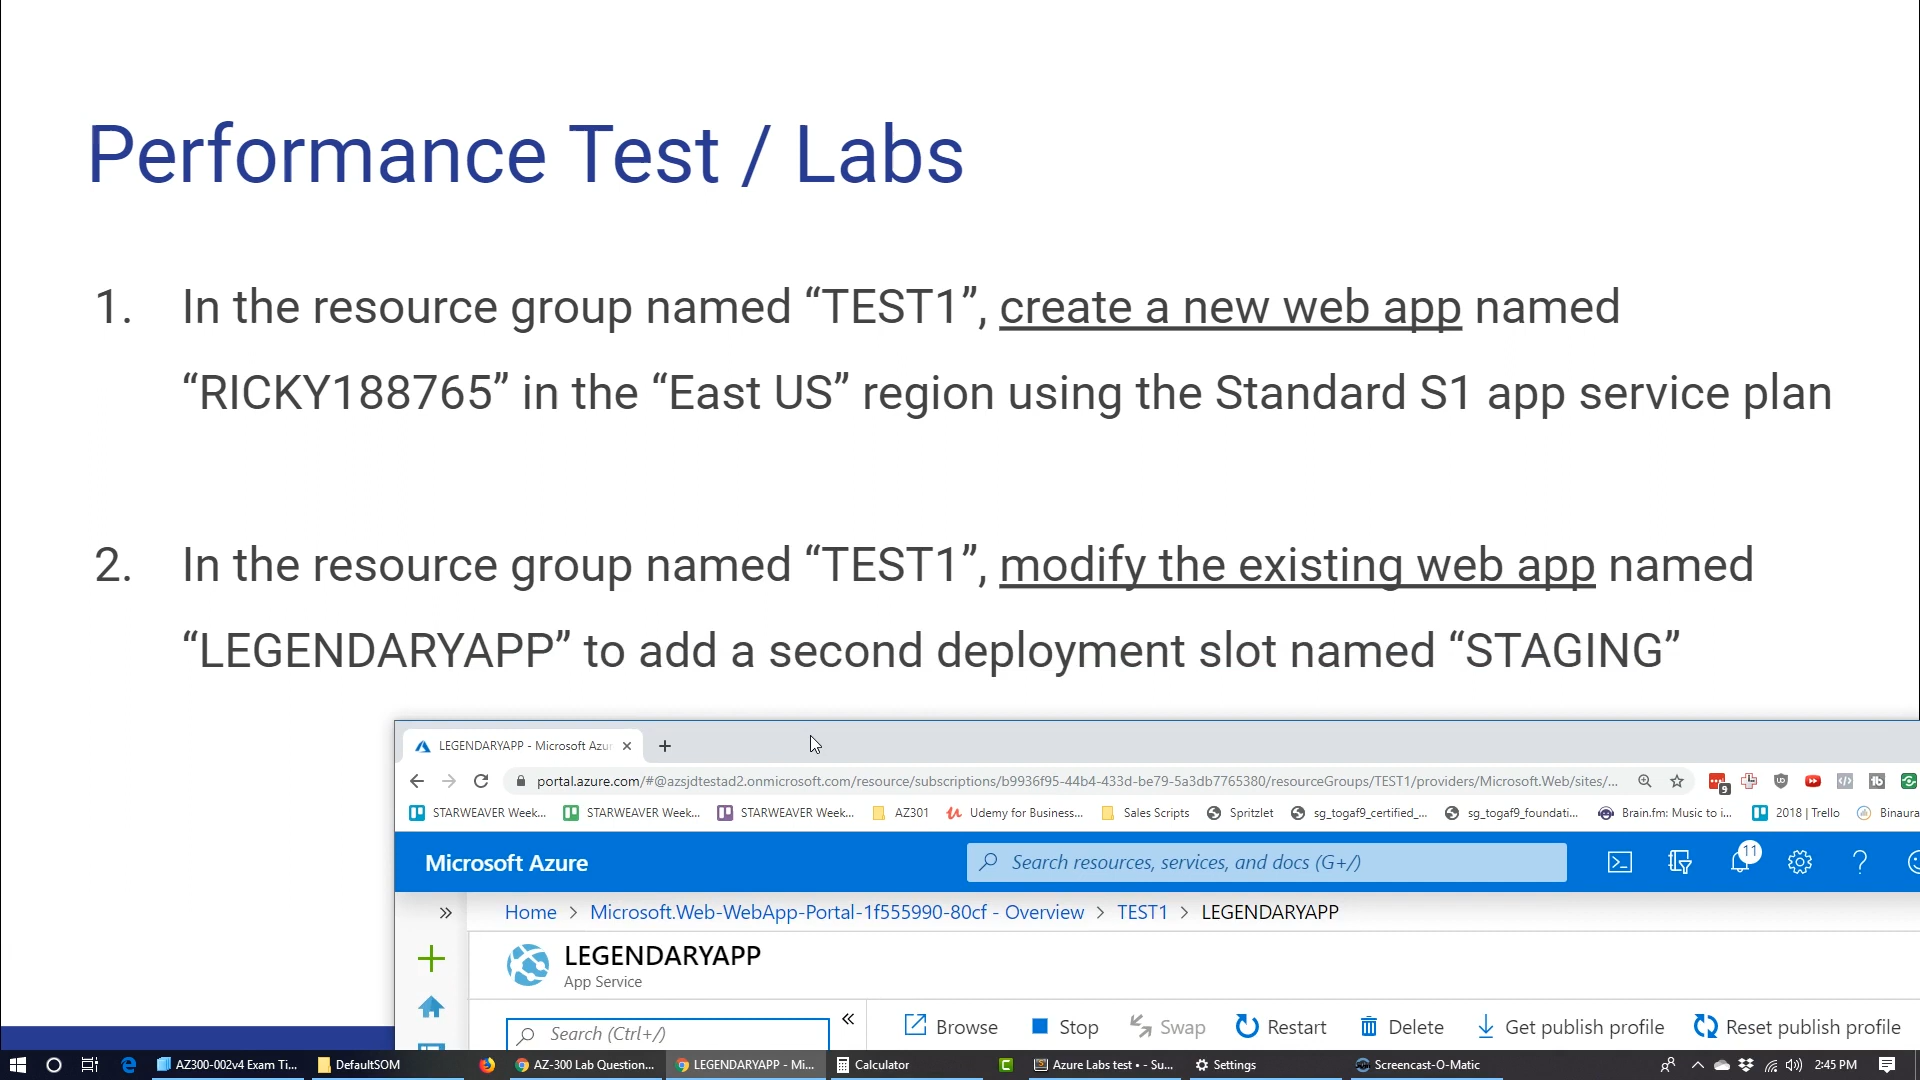 Performance Test / Labs
1. In the resource group named “TEST1”, create a new web app named
“RICKY188765” in the “East US” region using the Standard S1 app service plan
2. In the resource group named “TEST1”, modify the existing web app named
“LEGENDARYAPP” to add a second deployment slot named “STAGING”
LEGENDARYAPP - Microsoft Azur
portal.azure.com/#@azsjdtestad2.onmicrosoft.com/resource/subscriptions/b9936f95-44b4-433d-be79-5a3db7765380/resourceGroups/TEST1/providers/Microsoft.Web/sites/... 9
STARWEAVER Week... STARWEAVER Week... STARWEAVER Week... AZ301 Udemy for Business... Sales Scripts Spritzlet sg_togaf9_certified_... sg_togaf9_foundati... Brain.fm: Music to i... 2018 | Trello Binaura
Microsoft Azure Search resources, services, and docs (G+/) 11
Home > Microsoft.Web-WebApp-Portal-1f555990-80cf - Overview > TEST1 > LEGENDARYAPP
LEGENDARYAPP
App Service
Search (Ctrl+/) Browse Stop Swap Restart Delete Get publish profile Reset publish profile
AZ300-002v4 Exam Ti... DefaultSOM AZ-300 Lab Question... LEGENDARYAPP - Mi... Calculator Azure Labs test • - Su... Settings Screencast-O-Matic 2:45 PM